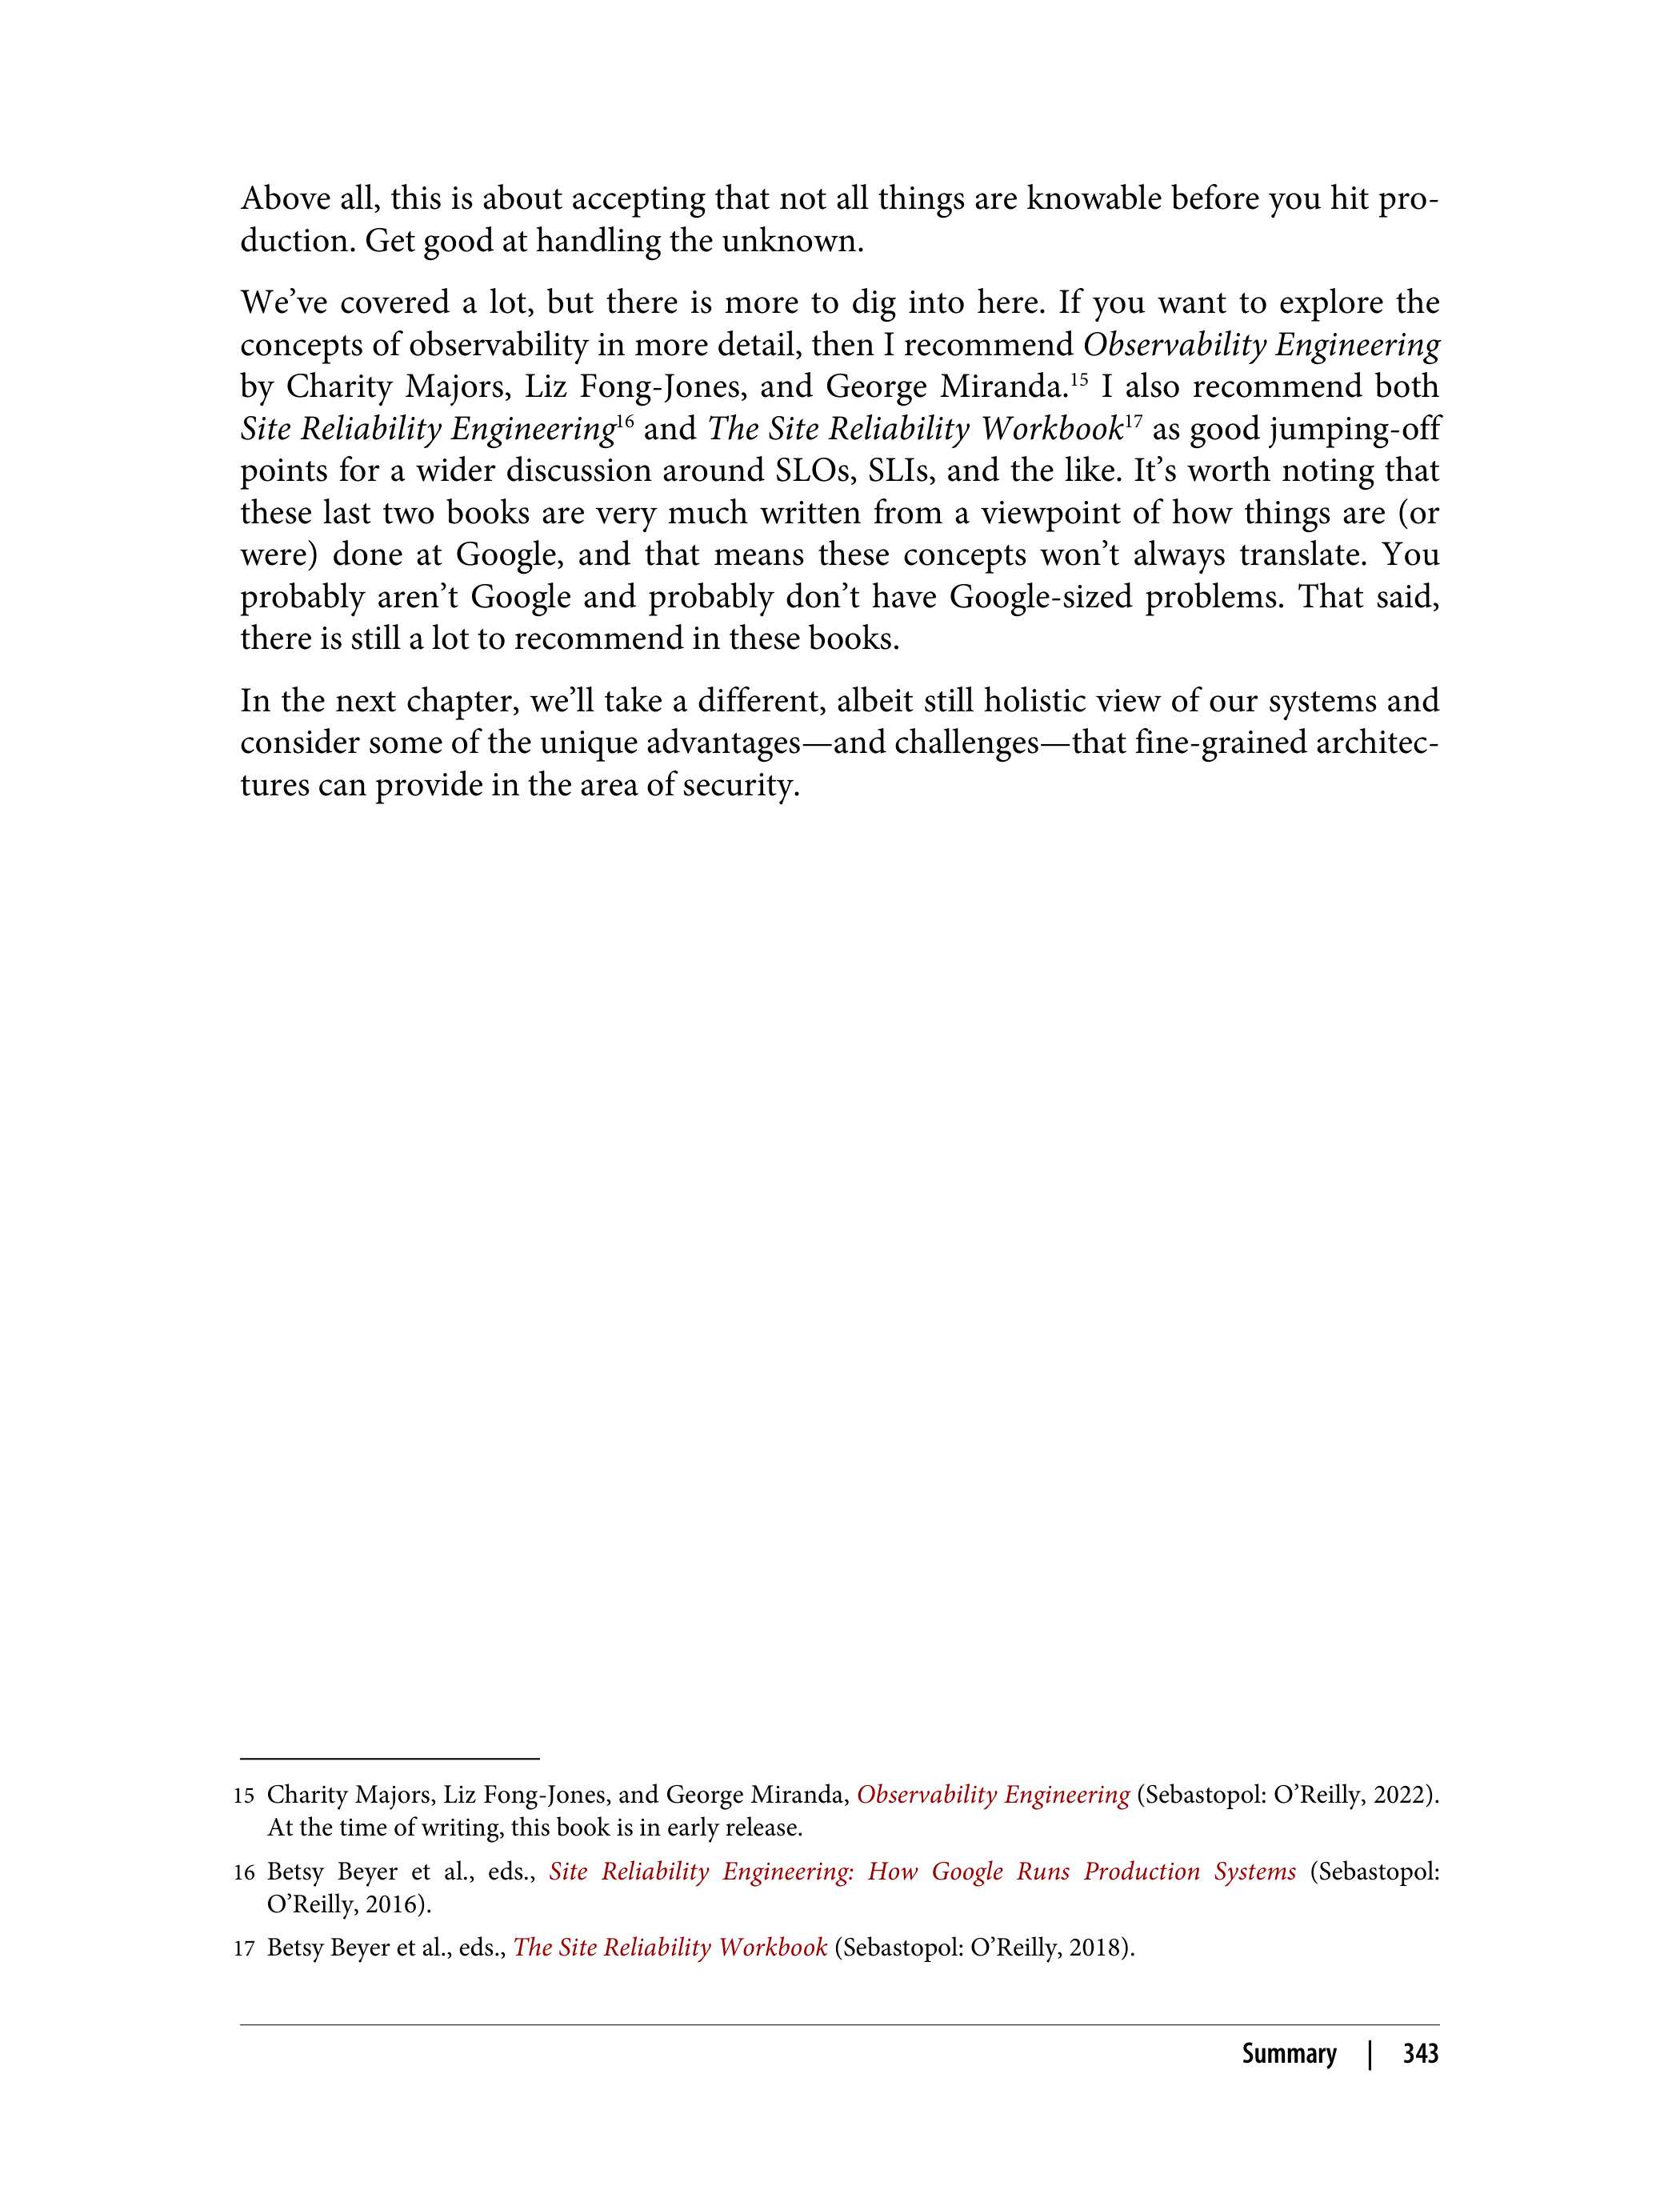 Above all, this is about accepting that not all things are knowable before you hit pro-
duction. Get good at handling the unknown.
We’ve covered a lot, but there is more to dig into here. If you want to explore the
concepts of observability in more detail, then I recommend Observability Engineering
by Charity Majors, Liz Fong-Jones, and George Miranda.15 I also recommend both
Site Reliability Engineering16 and The Site Reliability Workbook17 as good jumping-off
points for a wider discussion around SLOs, SLIs, and the like. It’s worth noting that
these last two books are very much written from a viewpoint of how things are (or
were) done at Google, and that means these concepts won’t always translate. You
probably aren’t Google and probably don’t have Google-sized problems. That said,
there is still a lot to recommend in these books.
In the next chapter, we’ll take a different, albeit still holistic view of our systems and
consider some of the unique advantages—and challenges—that fine-grained architec-
tures can provide in the area of security.
15 Charity Majors, Liz Fong-Jones, and George Miranda, Observability Engineering (Sebastopol: O’Reilly, 2022).
At the time of writing, this book is in early release.
16 Betsy Beyer et al., eds., Site Reliability Engineering: How Google Runs Production Systems (Sebastopol:
O’Reilly, 2016).
17 Betsy Beyer et al., eds., The Site Reliability Workbook (Sebastopol: O’Reilly, 2018).
Summary | 343